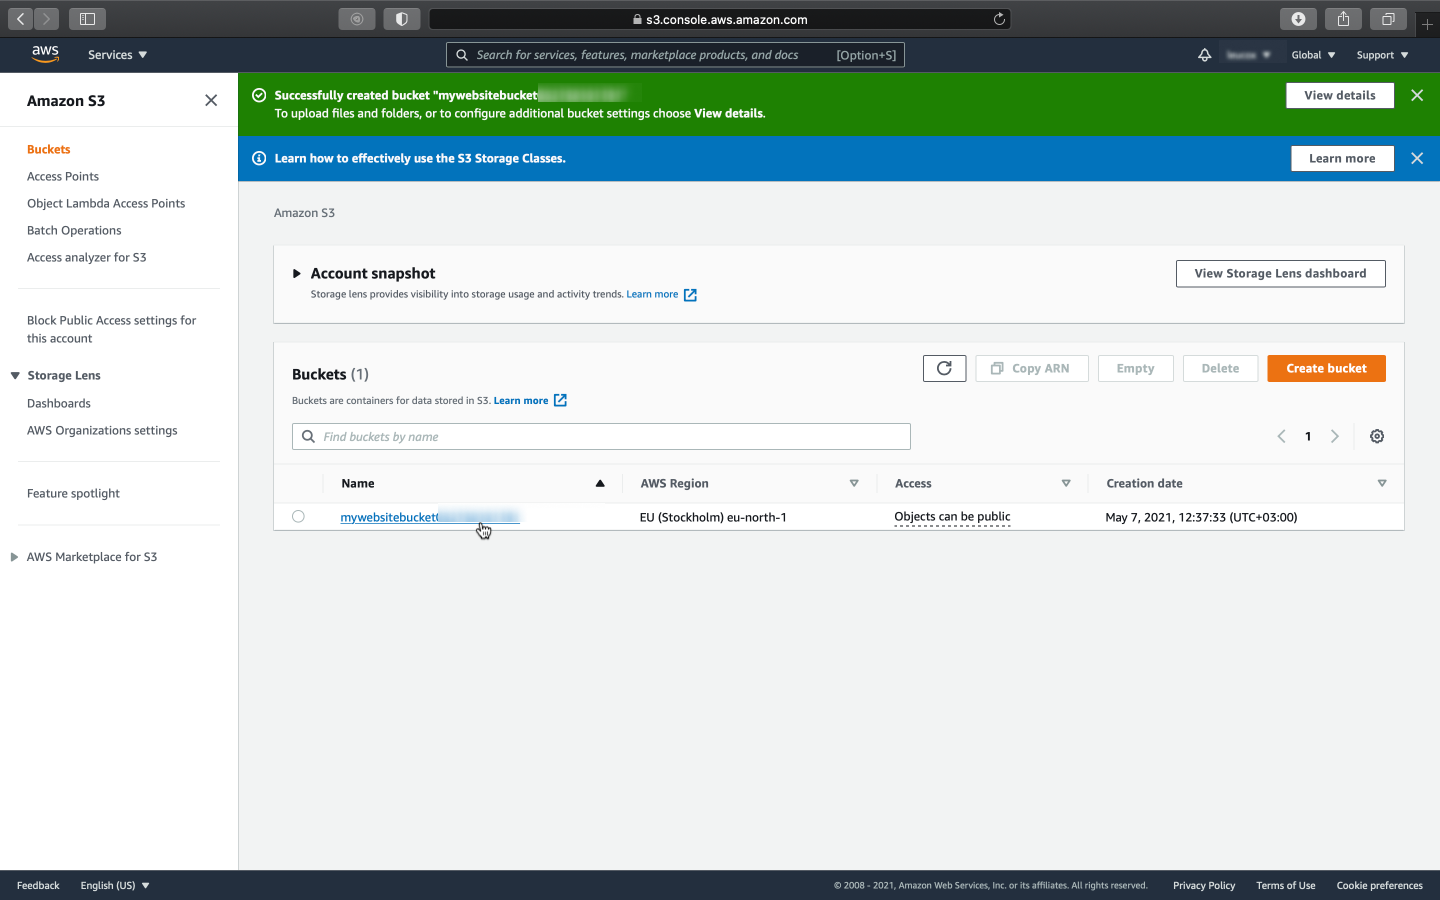 s3.console.aws.amazon.com
aws
Services
Search for services, features, marketplace products, and docs
[Option+S]
Global
Support
Amazon S3
Buckets
Access Points
Object Lambda Access Points
Batch Operations
Access analyzer for S3
Block Public Access settings for
this account
Storage Lens
Dashboards
AWS Organizations settings
Feature spotlight
AWS Marketplace for S3
Successfully created bucket "mywebsitebucket
To upload files and folders, or to configure additional bucket settings choose View details.
View details
Learn how to effectively use the S3 Storage Classes.
Learn more
Amazon S3
Account snapshot
Storage lens provides visibility into storage usage and activity trends. Learn more
View Storage Lens dashboard
Buckets (1)
Copy ARN
Empty
Delete
Create bucket
Buckets are containers for data stored in S3. Learn more
Find buckets by name
1
Name
AWS Region
Access
Creation date
mywebsitebucket
EU (Stockholm) eu-north-1
Objects can be public
May 7, 2021, 12:37:33 (UTC+03:00)
Feedback
English (US)
© 2008 - 2021, Amazon Web Services, Inc. or its affiliates. All rights reserved.
Privacy Policy
Terms of Use
Cookie preferences